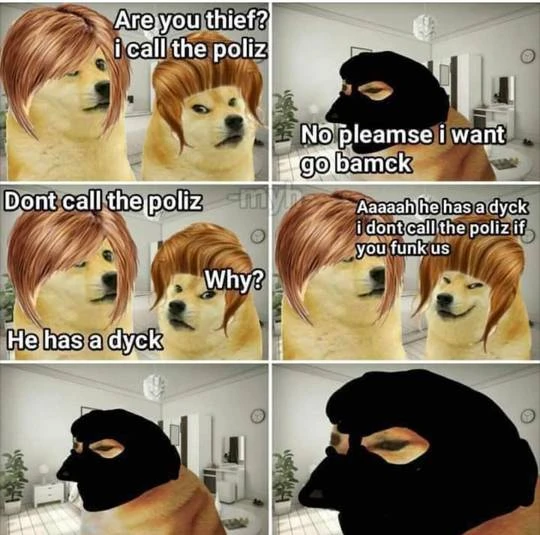 Are you thief?
i call the poliz
No pleamse i want
go bamck
Dont call the poliz
Why?
He has a dyck
Aaaaah he has a dyck
i dont call the poliz if
you funk us